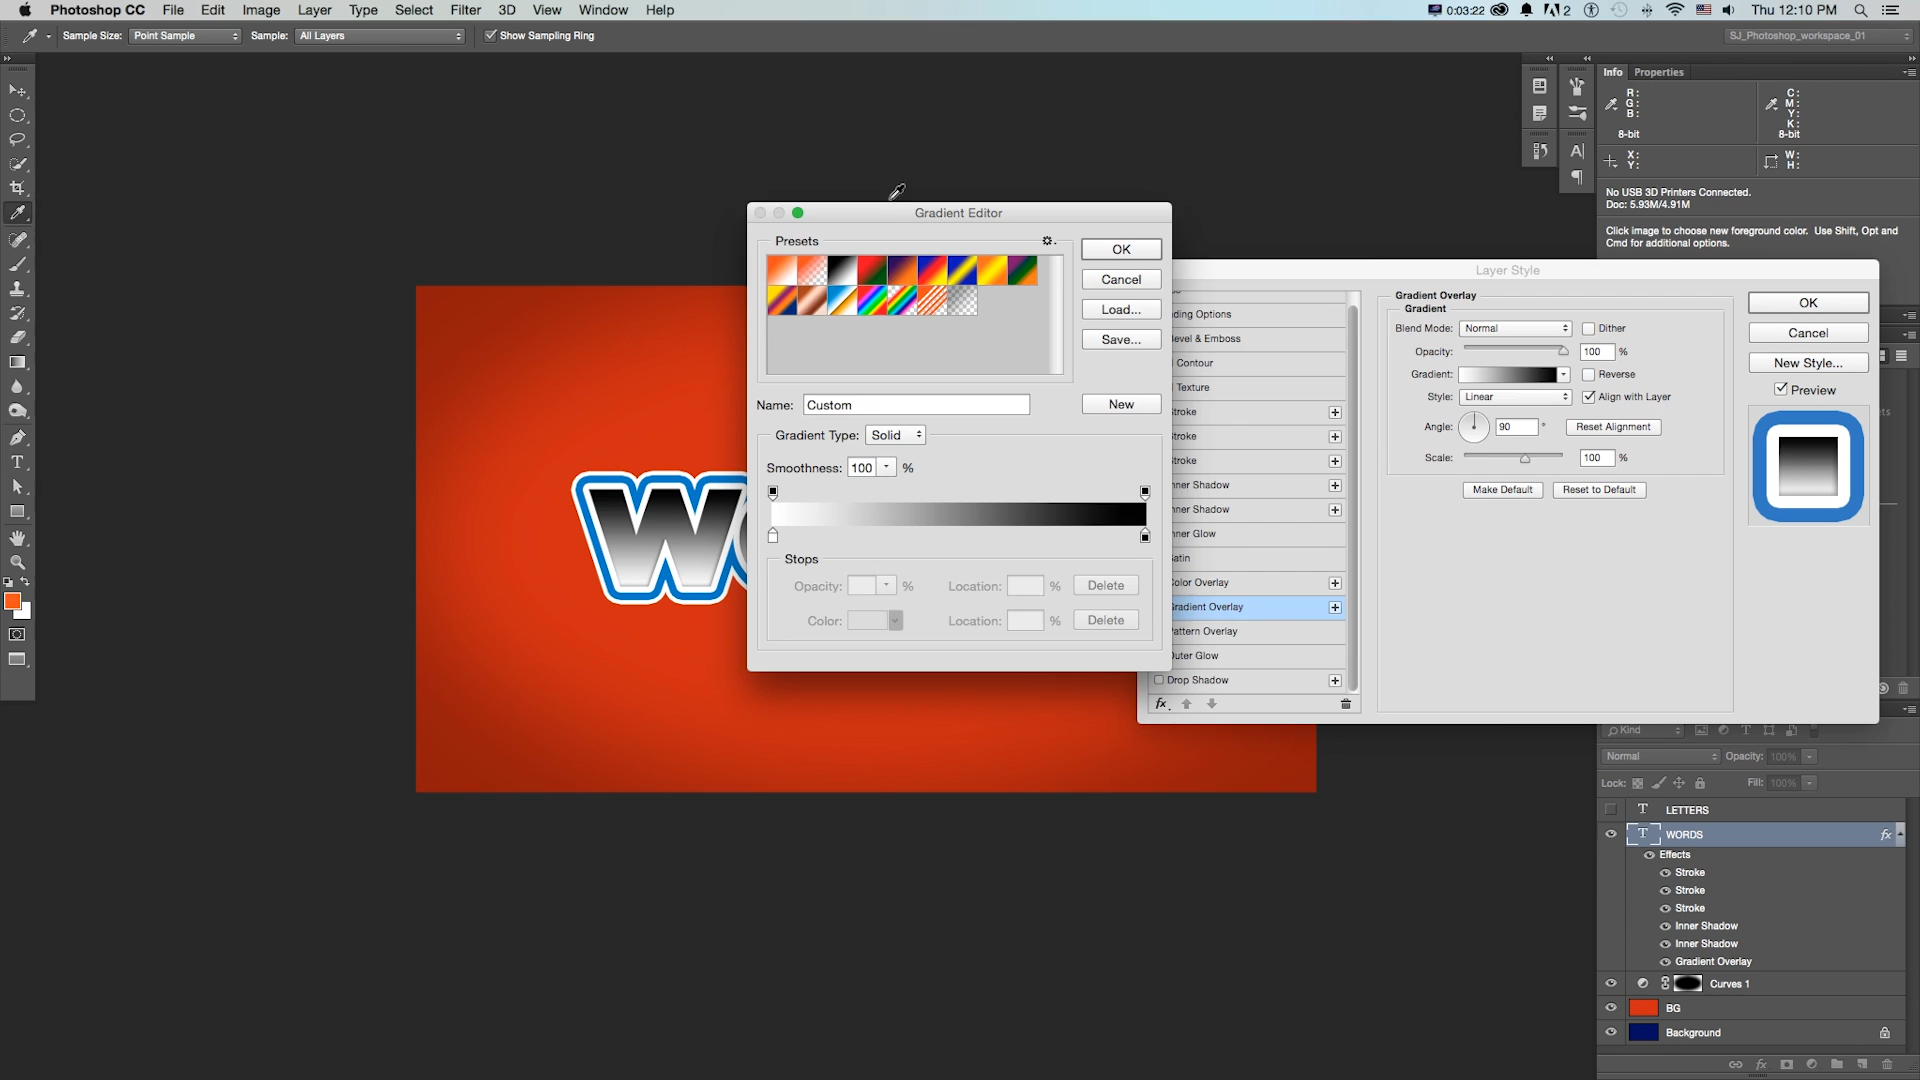 Photoshop CC File Edit Image Layer Type Select Filter 3D View Window Help 0:03:22 2 Thu 12:10 PM
Sample Size: Point Sample Sample: All Layers Show Sampling Ring SJ_Photoshop_workspace_01
Info Properties
R: C:
G: M:
B: Y:
K:
8-bit 8-bit
X: W:
Y: H:
No USB 3D Printers Connected.
Doc: 5.93M/4.91M
Click image to choose new foreground color. Use Shift, Opt and
Cmd for additional options.
Gradient Editor
Presets
OK
Cancel
Load...
Save...
Name: Custom New
Gradient Type: Solid
Smoothness: 100 %
Stops
Opacity: % Location: % Delete
Color: Location: % Delete
W
Layer Style
ding Options
evel & Emboss
Contour
Texture
troke
troke
troke
nner Shadow
nner Shadow
nner Glow
atin
olor Overlay
Gradient Overlay
attern Overlay
Outer Glow
Drop Shadow
fx
Gradient Overlay
Gradient
Blend Mode: Normal Dither
Opacity: 100 %
Gradient: Reverse
Style: Linear Align with Layer
Angle: 90 ° Reset Alignment
Scale: 100 %
Make Default Reset to Default
OK
Cancel
New Style...
Preview
Kind
Normal Opacity: 100%
Lock: Fill: 100%
T LETTERS
T WORDS fx
Effects
Stroke
Stroke
Stroke
Inner Shadow
Inner Shadow
Gradient Overlay
Curves 1
BG
Background
fx